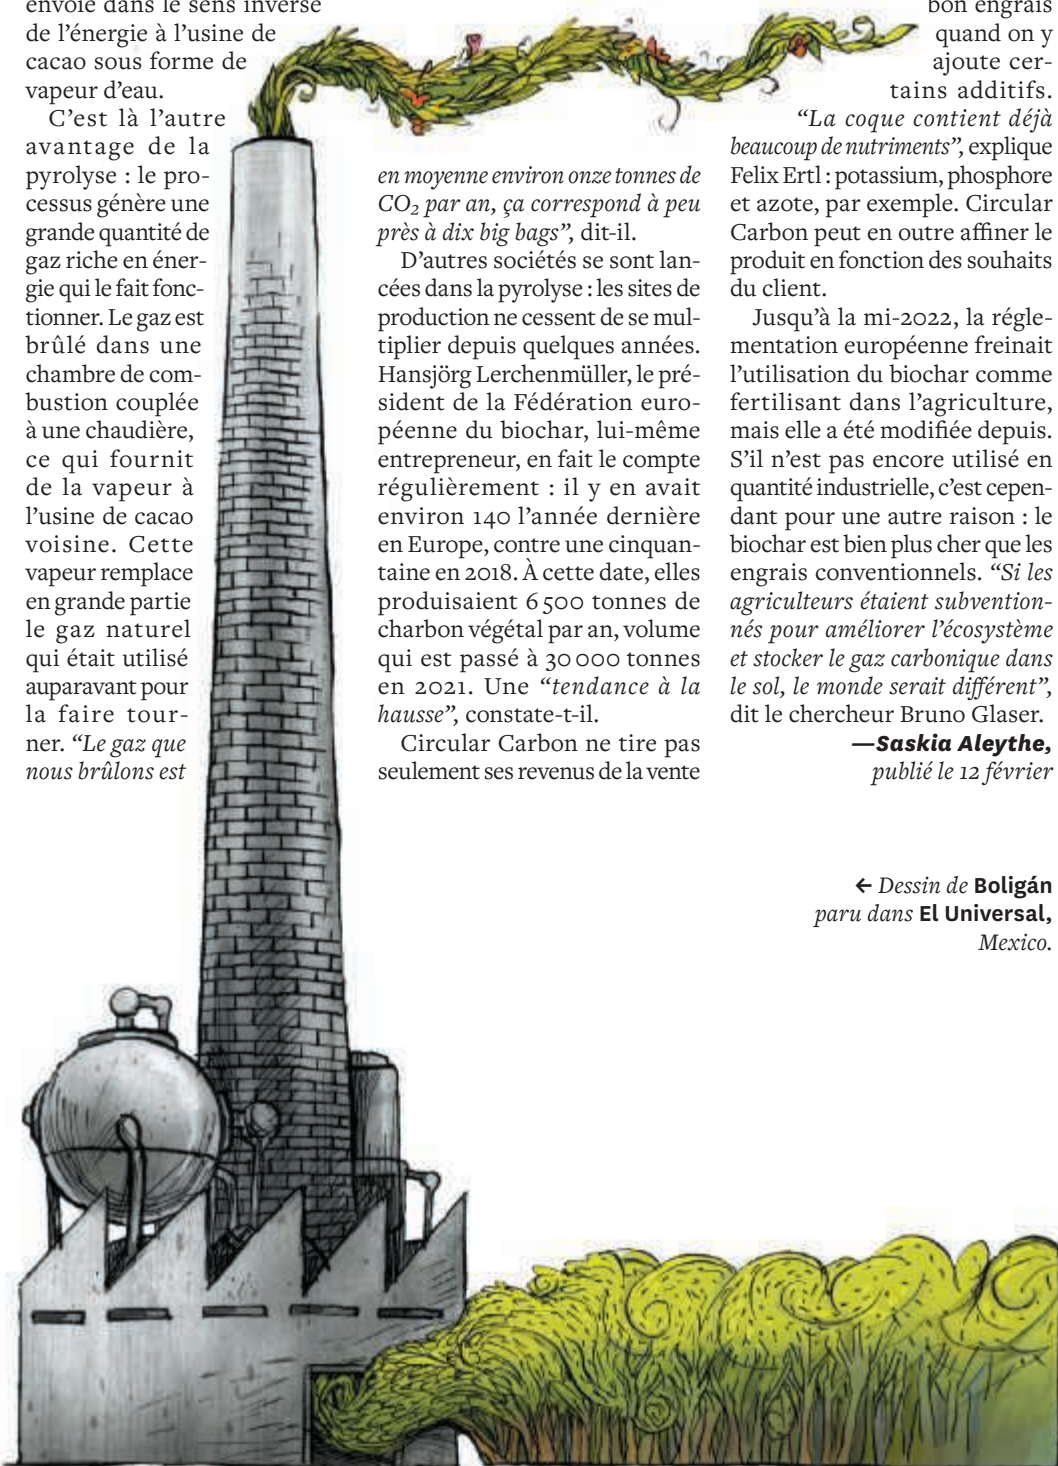 envoie dans le sens inverse
de l’énergie à l’usine de
cacao sous forme de
vapeur d’eau.
C’est là l’autre
avantage de la
pyrolyse : le pro-
cessus génère une
grande quantité de
gaz riche en éner-
gie qui le fait fonc-
tionner. Le gaz est
brûlé dans une
chambre de com-
bustion couplée
à une chaudière,
ce qui fournit
de la vapeur à
l’usine de cacao
voisine. Cette
vapeur remplace
en grande partie
le gaz naturel
qui était utilisé
auparavant pour
la faire tour-
ner. “Le gaz que
nous brûlons est
en moyenne environ onze tonnes de
CO₂ par an, ça correspond à peu
près à dix big bags”, dit-il.
D’autres sociétés se sont lan-
cées dans la pyrolyse : les sites de
production ne cessent de se mul-
tiplier depuis quelques années.
Hansjörg Lerchenmüller, le pré-
sident de la Fédération euro-
péenne du biochar, lui-même
entrepreneur, en fait le compte
régulièrement : il y en avait
environ 140 l’année dernière
en Europe, contre une cinquan-
taine en 2018. À cette date, elles
produisaient 6 500 tonnes de
charbon végétal par an, volume
qui est passé à 30 000 tonnes
en 2021. Une “tendance à la
hausse”, constate-t-il.
Circular Carbon ne tire pas
seulement ses revenus de la vente
bon engrais
quand on y
ajoute cer-
tains additifs.
“La coque contient déjà
beaucoup de nutriments”, explique
Felix Ertl : potassium, phosphore
et azote, par exemple. Circular
Carbon peut en outre affiner le
produit en fonction des souhaits
du client.
Jusqu’à la mi-2022, la régle-
mentation européenne freinait
l’utilisation du biochar comme
fertilisant dans l’agriculture,
mais elle a été modifiée depuis.
S’il n’est pas encore utilisé en
quantité industrielle, c’est cepen-
dant pour une autre raison : le
biochar est bien plus cher que les
engrais conventionnels. “Si les
agriculteurs étaient subvention-
nés pour améliorer l’écosystème
et stocker le gaz carbonique dans
le sol, le monde serait différent”,
dit le chercheur Bruno Glaser.
—Saskia Aleythe,
publié le 12 février
← Dessin de Boligán
paru dans El Universal,
Mexico.